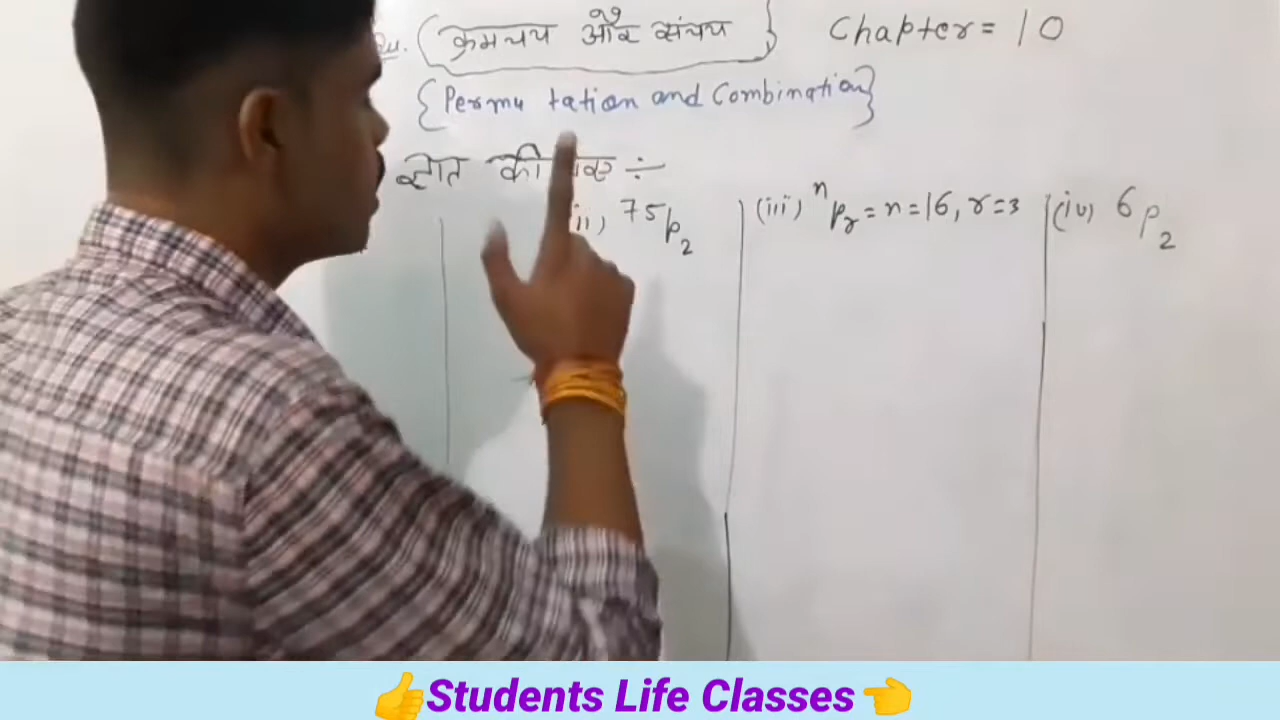 (क्रमचय और संचय) Chapter = 10
{Permutation and Combination}
ज्ञात की ÷
ii) 75p2 (iii) nPr = n=16, r=3 (iv) 6p2
👍Students Life Classes👈